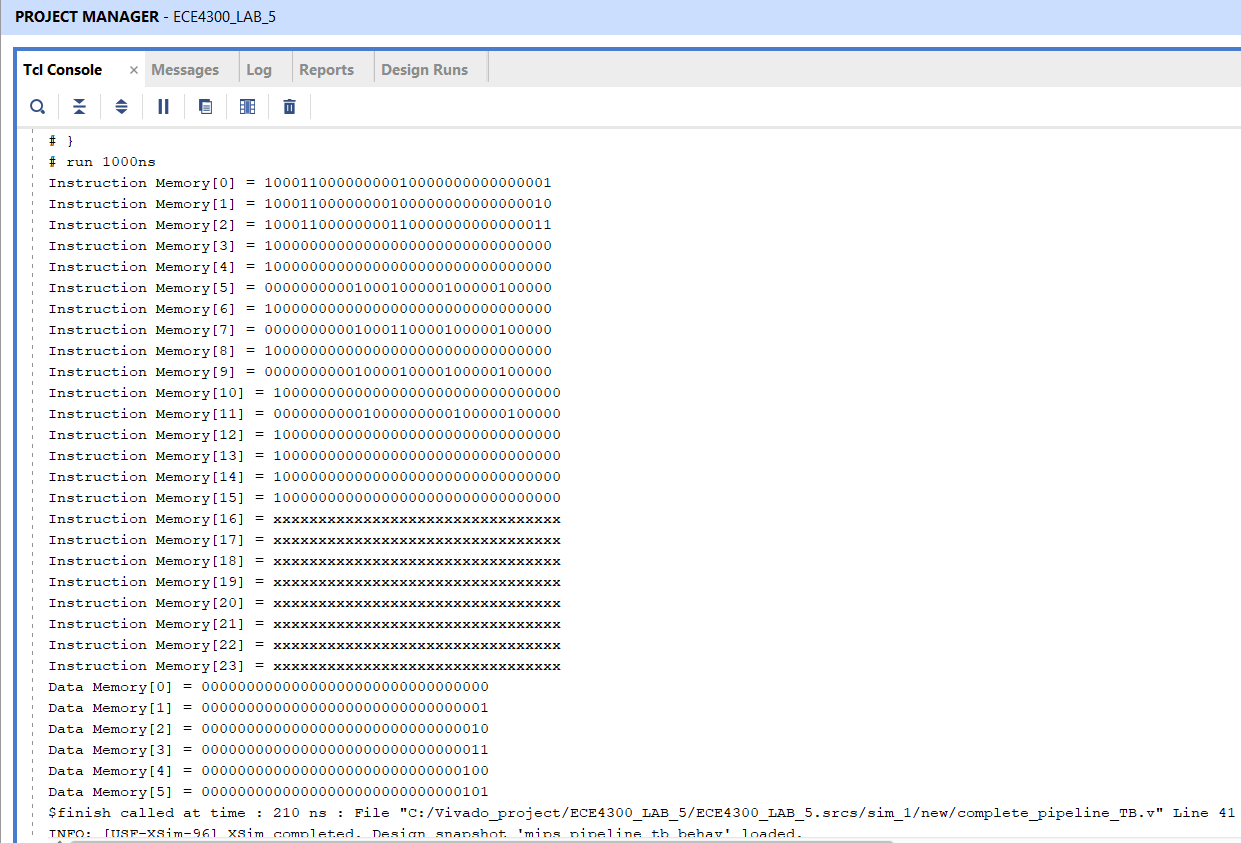 PROJECT MANAGER - ECE4300_LAB_5
Tcl Console × Messages Log Reports Design Runs
# }
# run 1000ns
Instruction Memory[0] = 10001100000000010000000000000001
Instruction Memory[1] = 10001100000000100000000000000010
Instruction Memory[2] = 10001100000000110000000000000011
Instruction Memory[3] = 10000000000000000000000000000000
Instruction Memory[4] = 10000000000000000000000000000000
Instruction Memory[5] = 00000000001000100000100000100000
Instruction Memory[6] = 10000000000000000000000000000000
Instruction Memory[7] = 00000000001000110000100000100000
Instruction Memory[8] = 10000000000000000000000000000000
Instruction Memory[9] = 00000000001000010000100000100000
Instruction Memory[10] = 10000000000000000000000000000000
Instruction Memory[11] = 00000000001000000000100000100000
Instruction Memory[12] = 10000000000000000000000000000000
Instruction Memory[13] = 10000000000000000000000000000000
Instruction Memory[14] = 10000000000000000000000000000000
Instruction Memory[15] = 10000000000000000000000000000000
Instruction Memory[16] = xxxxxxxxxxxxxxxxxxxxxxxxxxxxxxxx
Instruction Memory[17] = xxxxxxxxxxxxxxxxxxxxxxxxxxxxxxxx
Instruction Memory[18] = xxxxxxxxxxxxxxxxxxxxxxxxxxxxxxxx
Instruction Memory[19] = xxxxxxxxxxxxxxxxxxxxxxxxxxxxxxxx
Instruction Memory[20] = xxxxxxxxxxxxxxxxxxxxxxxxxxxxxxxx
Instruction Memory[21] = xxxxxxxxxxxxxxxxxxxxxxxxxxxxxxxx
Instruction Memory[22] = xxxxxxxxxxxxxxxxxxxxxxxxxxxxxxxx
Instruction Memory[23] = xxxxxxxxxxxxxxxxxxxxxxxxxxxxxxxx
Data Memory[0] = 00000000000000000000000000000000
Data Memory[1] = 00000000000000000000000000000001
Data Memory[2] = 00000000000000000000000000000010
Data Memory[3] = 00000000000000000000000000000011
Data Memory[4] = 00000000000000000000000000000100
Data Memory[5] = 00000000000000000000000000000101
$finish called at time : 210 ns : File "C:/Vivado_project/ECE4300_LAB_5/ECE4300_LAB_5.srcs/sim_1/new/complete_pipeline_TB.v" Line 41
INFO: [USF-XSim-96] XSim completed. Design snapshot 'mips_pipeline_tb_behav' loaded.